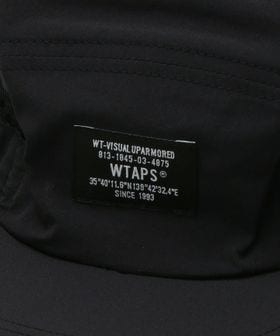 WT-VISUAL UPARMORED
813-1845-03-4875
WTAPS®
35°40'11.6"N139°42'32.4"E
SINCE 1993